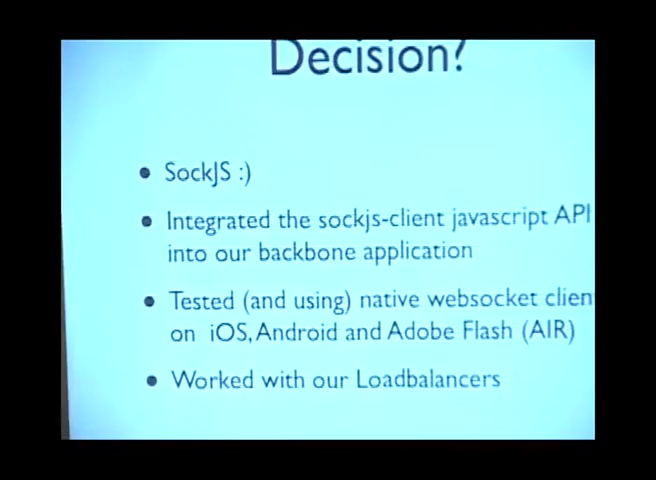 Decision?
• SockJS :)
• Integrated the sockjs-client javascript API
into our backbone application
• Tested (and using) native websocket clien
on iOS, Android and Adobe Flash (AIR)
• Worked with our Loadbalancers